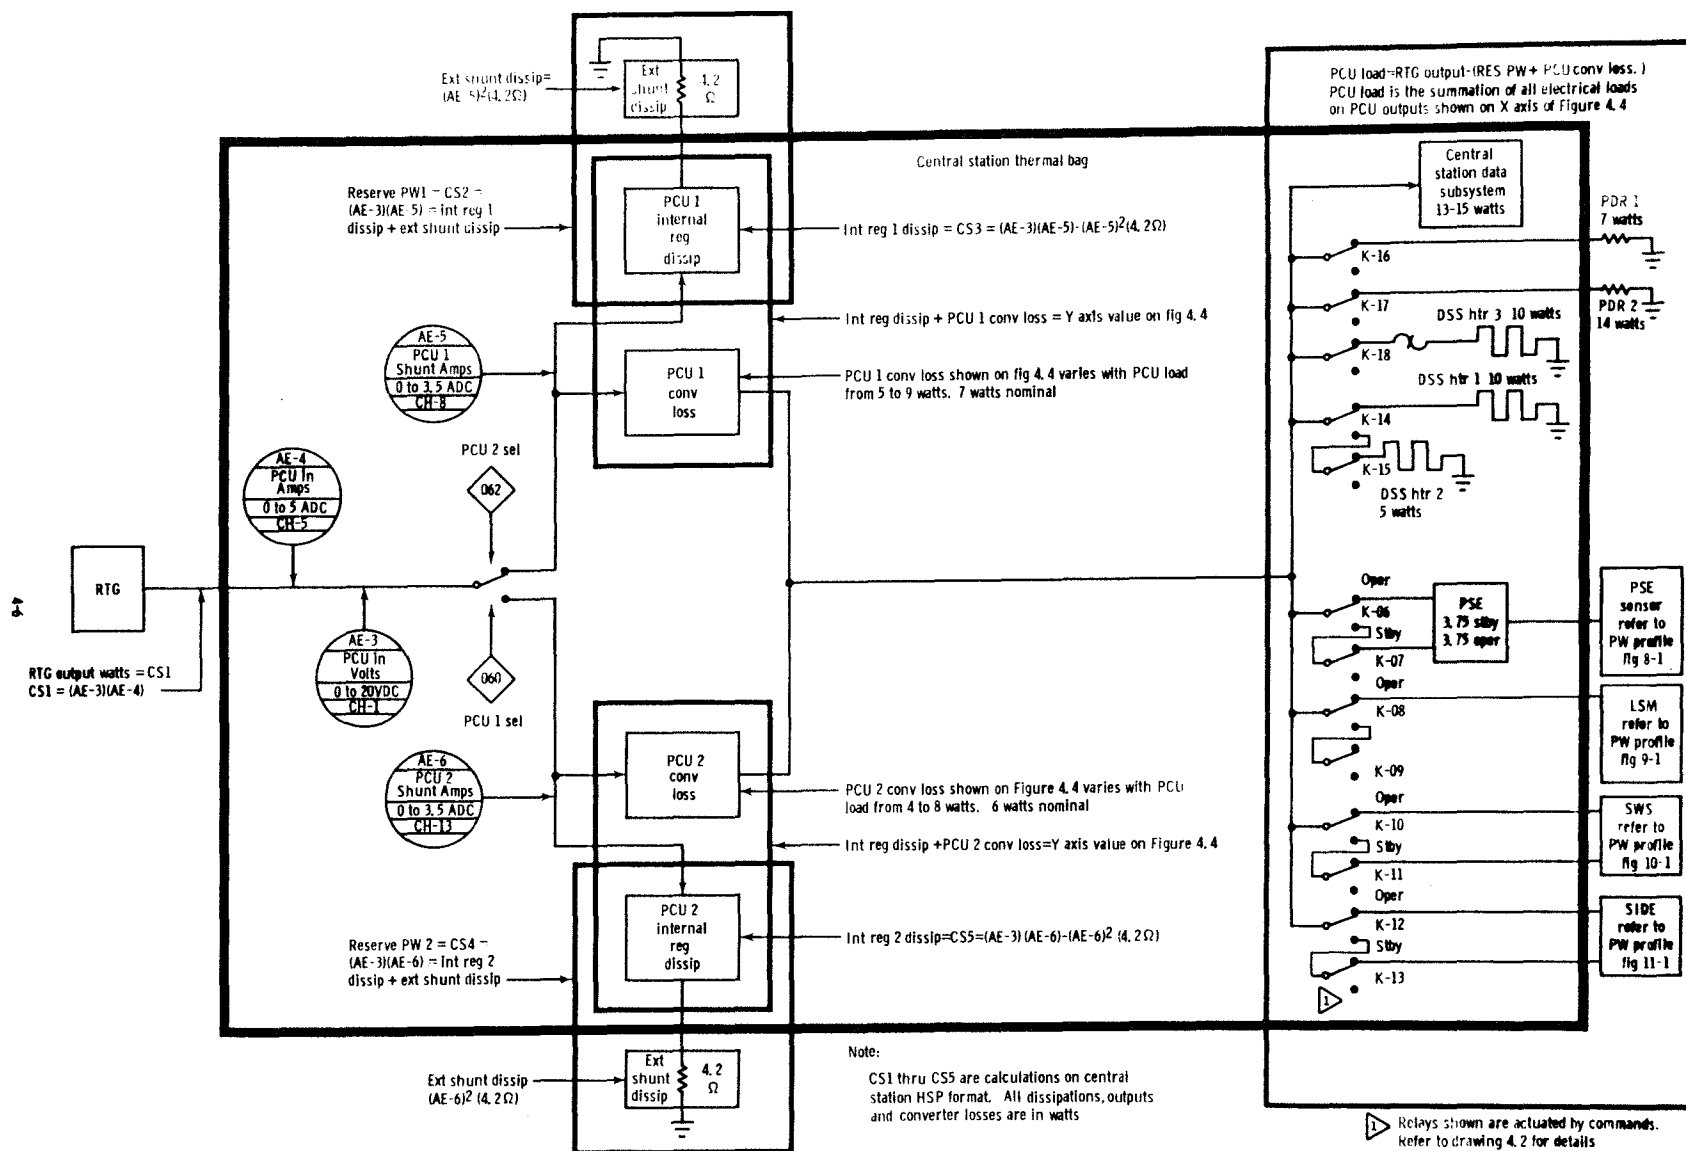 Ext shunt dissip=
(AE-5)²(4.2Ω)
Ext
shunt
dissip
4.2
Ω
PCU load=RTG output-(RES PW + PCU conv loss.)
PCU load is the summation of all electrical loads
on PCU outputs shown on X axis of Figure 4.4
Central station thermal bag
Reserve PW1 = CS2 =
(AE-3)(AE-5) = int reg 1
dissip + ext shunt dissip
PCU 1
internal
reg
dissip
Int reg 1 dissip = CS3 = (AE-3)(AE-5)-(AE-5)²(4.2Ω)
Int reg dissip + PCU 1 conv loss = Y axis value on fig 4.4
AE-5
PCU 1
Shunt Amps
0 to 3.5 ADC
CH-8
PCU 1
conv
loss
PCU 1 conv loss shown on fig 4.4 varies with PCU load
from 5 to 9 watts. 7 watts nominal
Central
station data
subsystem
13-15 watts
PDR 1
7 watts
K-16
K-17
PDR 2
14 watts
DSS htr 3 10 watts
K-18
DSS htr 1 10 watts
K-14
K-15
DSS htr 2
5 watts
AE-4
PCU in
Amps
0 to 5 ADC
CH-5
PCU 2 sel
062
RTG
4-6
RTG output watts = CS1
CS1 = (AE-3)(AE-4)
AE-3
PCU in
Volts
0 to 20VDC
CH-1
060
PCU 1 sel
AE-6
PCU 2
Shunt Amps
0 to 3.5 ADC
CH-13
PCU 2
conv
loss
PCU 2 conv loss shown on Figure 4.4 varies with PCU
load from 4 to 8 watts. 6 watts nominal
Int reg dissip +PCU 2 conv loss=Y axis value on Figure 4.4
Reserve PW 2 = CS4 =
(AE-3)(AE-6) = int reg 2
dissip + ext shunt dissip
PCU 2
internal
reg
dissip
Int reg 2 dissip=CS5=(AE-3)(AE-6)-(AE-6)² (4.2Ω)
Oper
K-06
Stby
K-07
PSE
3.75 stby
3.75 oper
PSE
sensor
refer to
PW profile
fig 8-1
Oper
K-08
K-09
LSM
refer to
PW profile
fig 9-1
Oper
K-10
Stby
K-11
SWS
refer to
PW profile
fig 10-1
Oper
K-12
Stby
K-13
1
SIDE
refer to
PW profile
fig 11-1
Ext shunt dissip
(AE-6)² (4.2Ω)
Ext
shunt
dissip
4.2
Ω
Note:
CS1 thru CS5 are calculations on central
station HSP format. All dissipations, outputs
and converter losses are in watts
1 Relays shown are actuated by commands.
Refer to drawing 4.2 for details